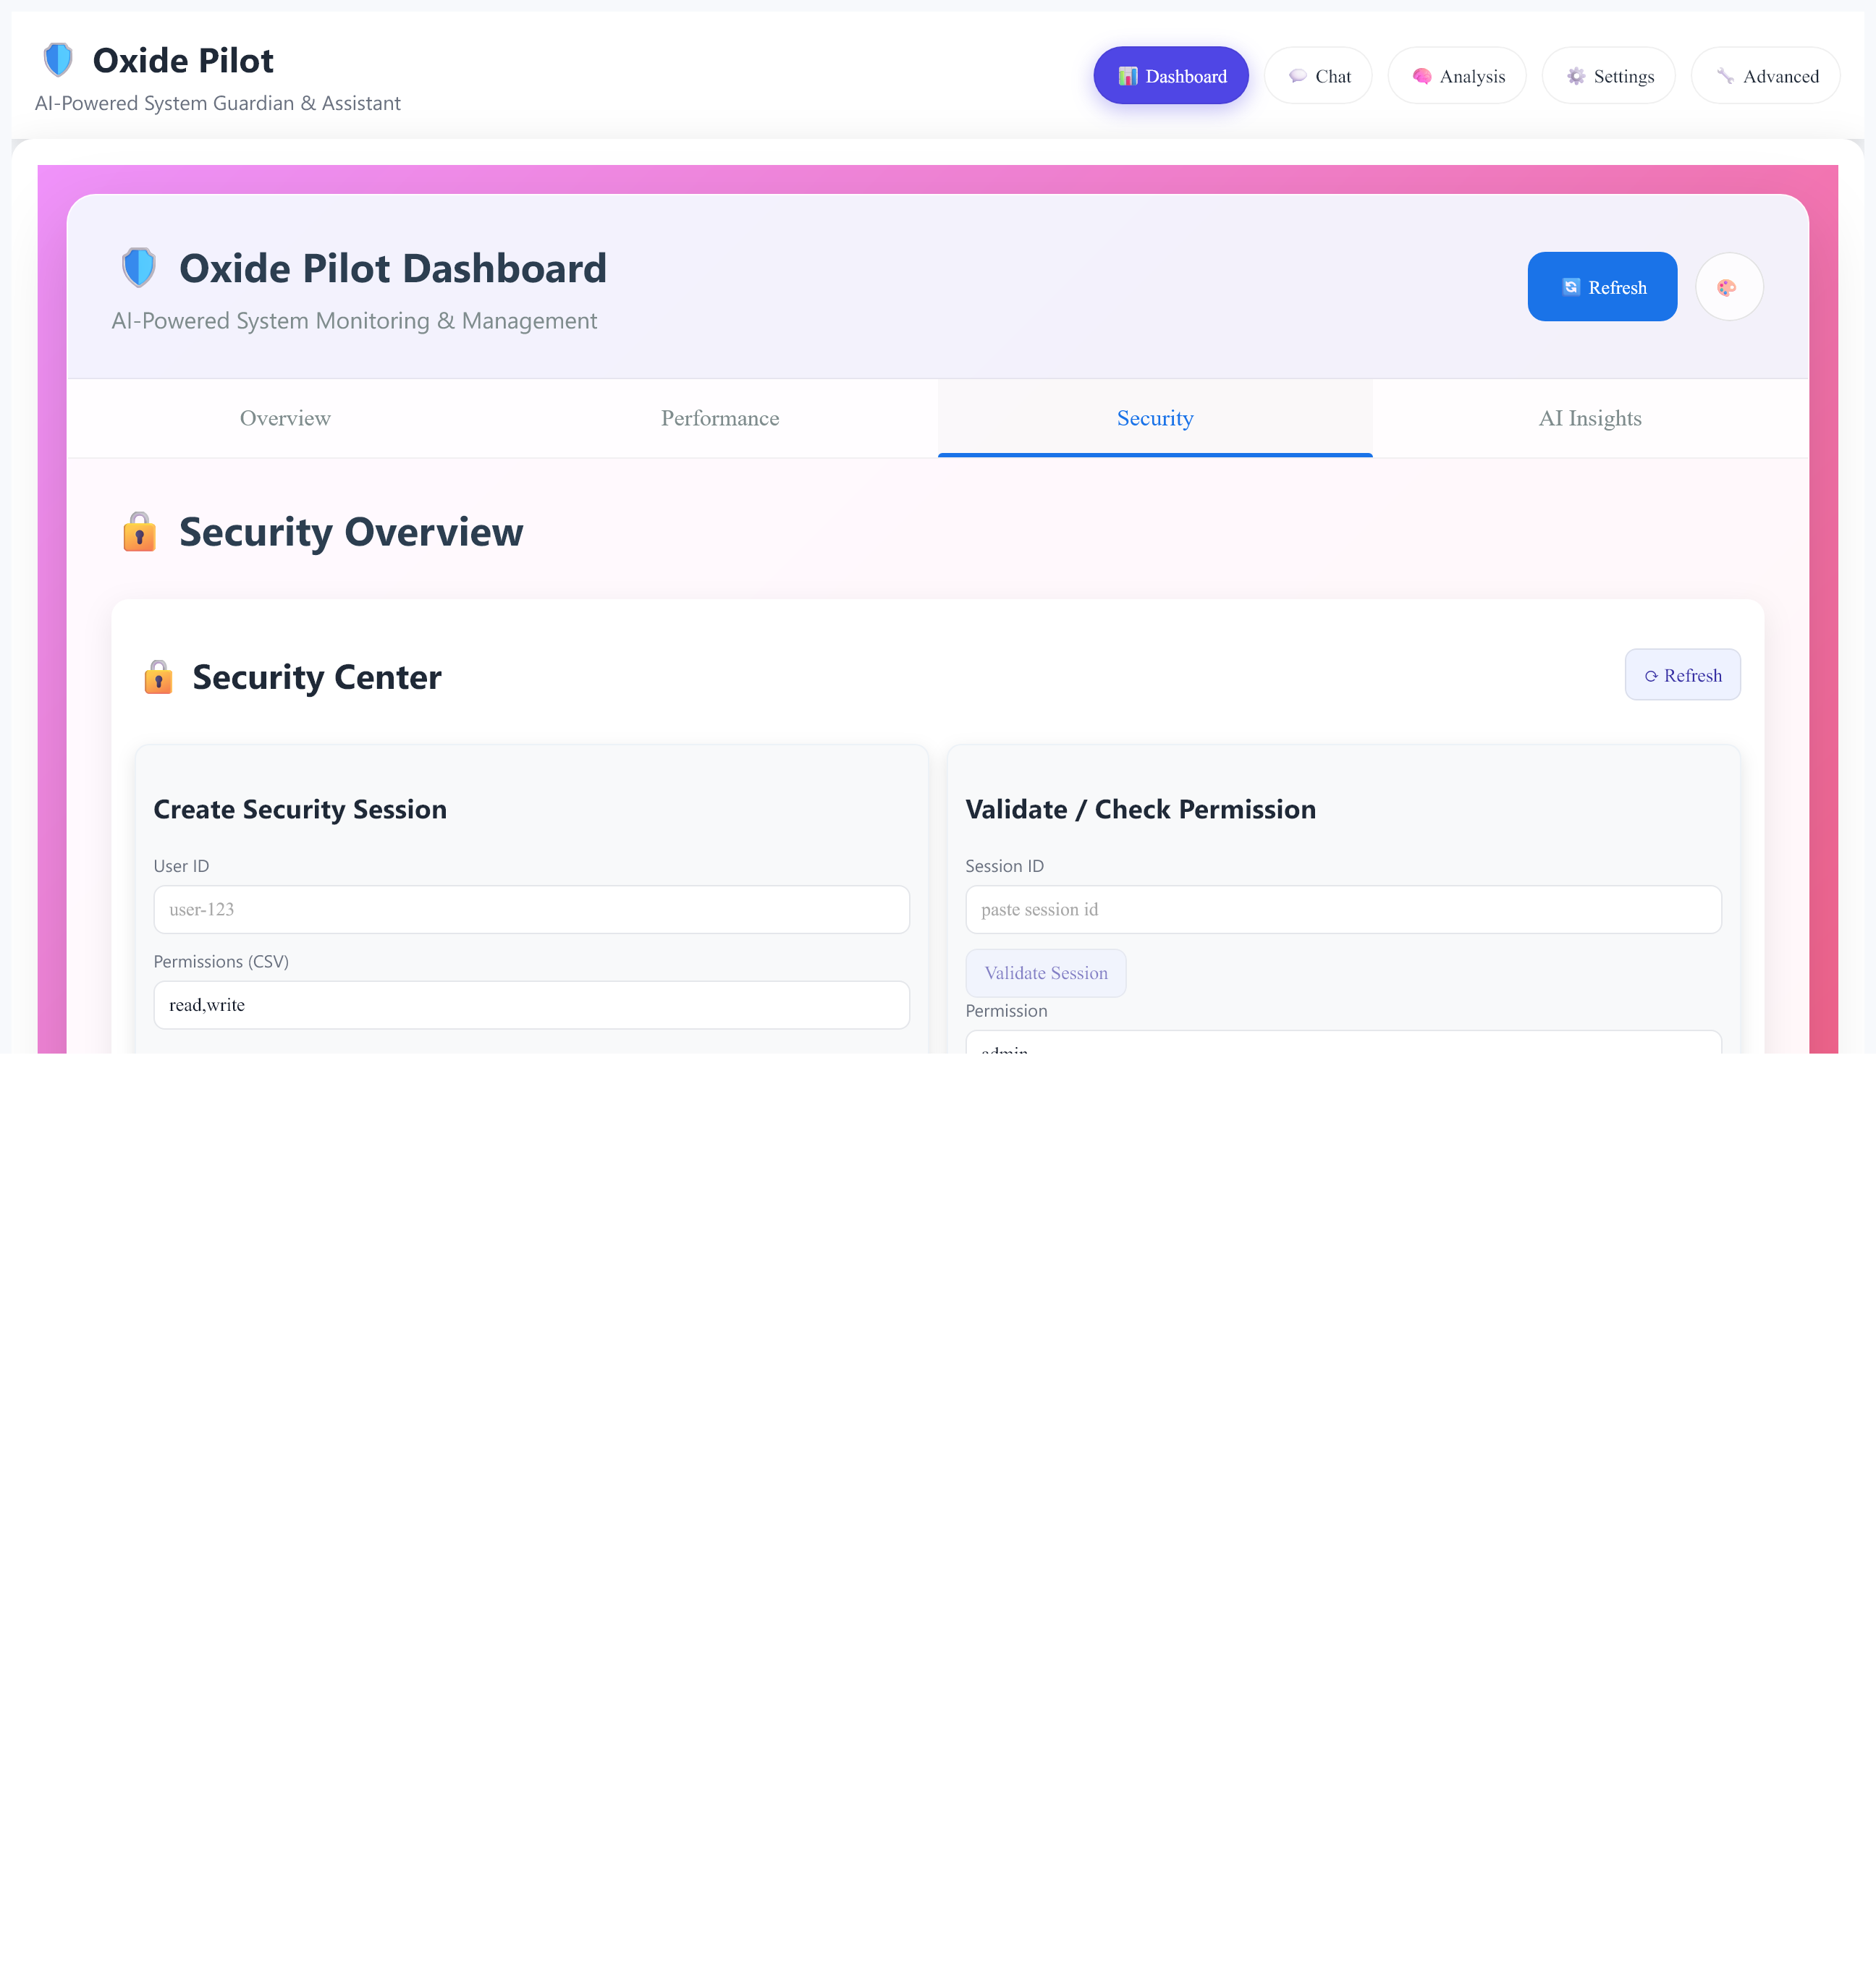 Oxide Pilot
AI-Powered System Guardian & Assistant
Dashboard
Chat
Analysis
Settings
Advanced
Oxide Pilot Dashboard
AI-Powered System Monitoring & Management
Refresh
Overview
Performance
Security
AI Insights
Security Overview
Security Center
⟳ Refresh
Create Security Session
User ID
user-123
Permissions (CSV)
read,write
Validate / Check Permission
Session ID
paste session id
Validate Session
Permission
admin